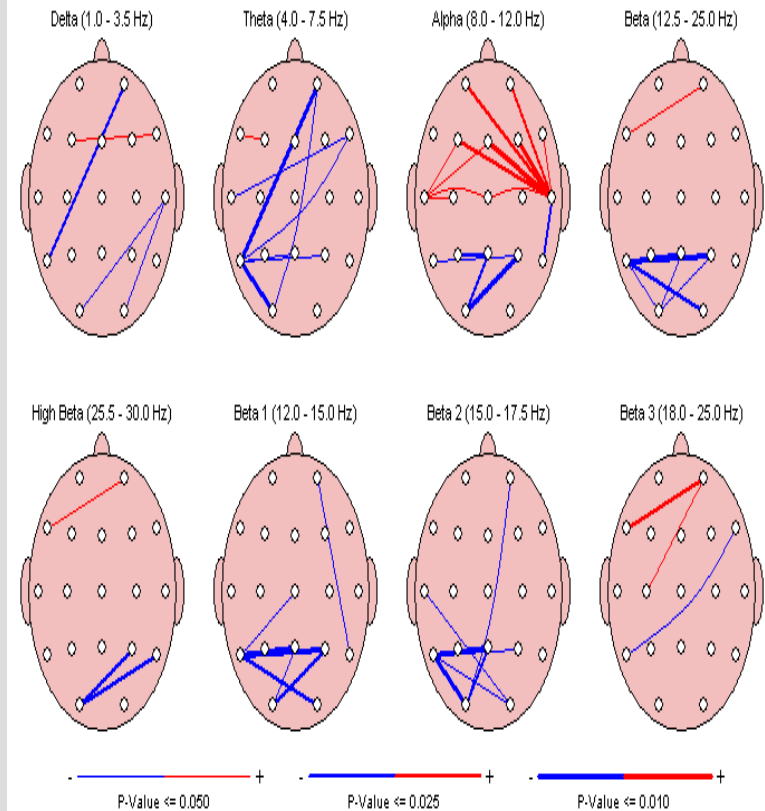 Delta (1.0 - 3.5 Hz) Theta (4.0 - 7.5 Hz) Alpha (8.0 - 12.0 Hz) Beta (12.5 - 25.0 Hz)
High Beta (25.5 - 30.0 Hz) Beta 1 (12.0 - 15.0 Hz) Beta 2 (15.0 - 17.5 Hz) Beta 3 (18.0 - 25.0 Hz)
- + - + - +
P-Value <= 0.050 P-Value <= 0.025 P-Value <= 0.010